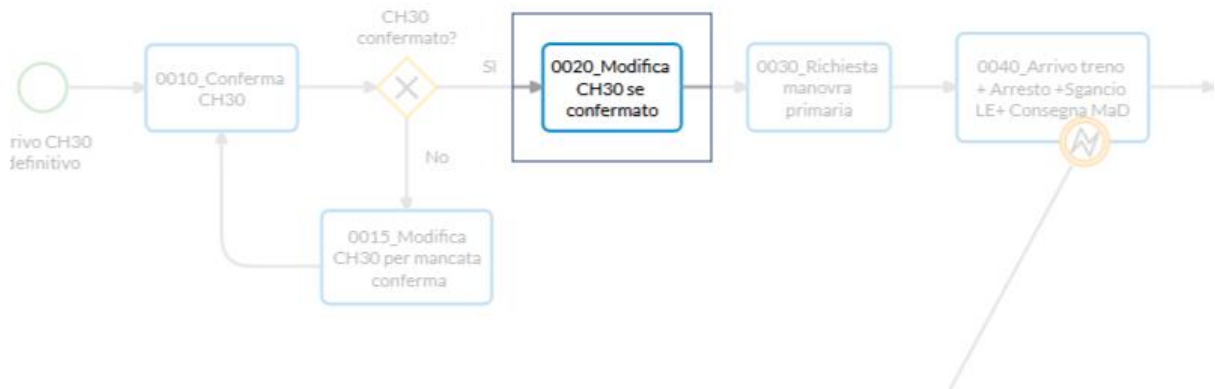 CH30
confermato?
0010_Conferma
CH30
Sì
0020_Modifica
CH30 se
confermato
0030_Richiesta
manovra
primaria
0040_Arrivo treno
+ Arresto +Sgancio
LE+ Consegna MaD
rivo CH30
definitivo
No
0015_Modifica
CH30 per mancata
conferma